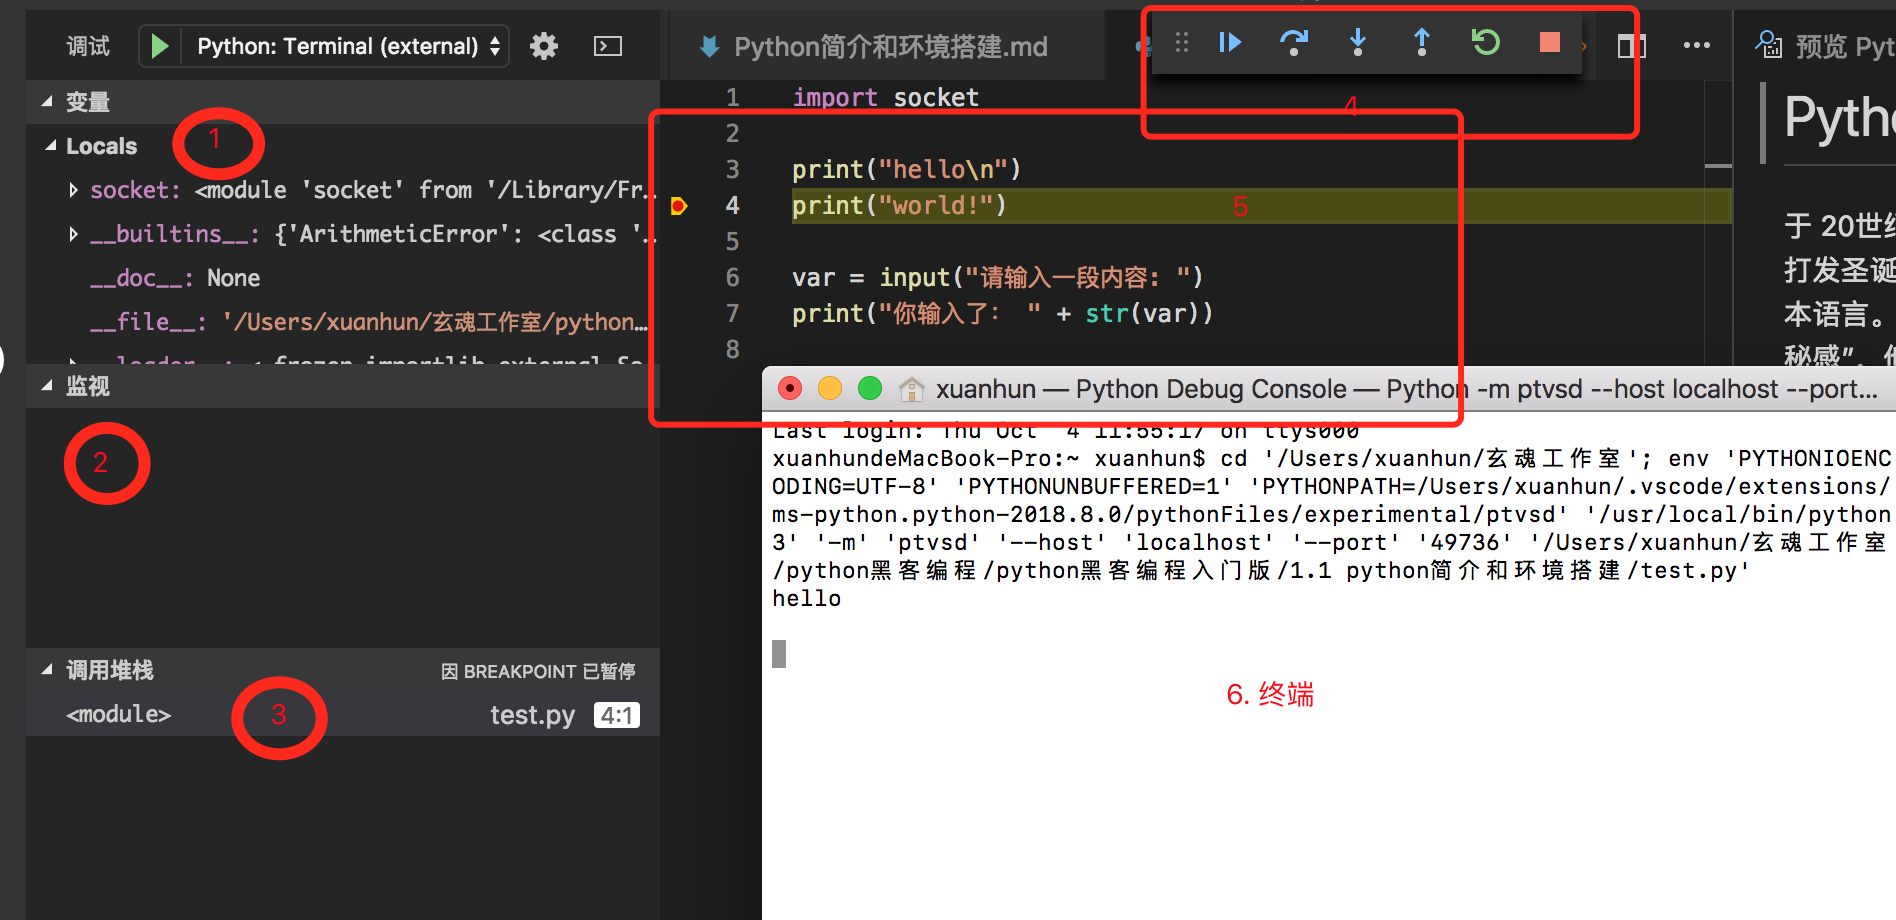 调试 Python: Terminal (external)
变量
1
Locals
socket: <module 'socket' from '/Library/Fr…
__builtins__: {'ArithmeticError': <class '…
__doc__: None
__file__: '/Users/xuanhun/玄魂工作室/python…
监视
2
调用堆栈 因 BREAKPOINT 已暂停
<module> test.py 4:1
3
Python简介和环境搭建.md
4
1 import socket
2
3 print("hello\n")
4 print("world!")
5
5
6 var = input("请输入一段内容: ")
7 print("你输入了: " + str(var))
8
预览 Pyt
Pyth
于 20世纪
打发圣诞
本语言。
秘感”,
xuanhun — Python Debug Console — Python -m ptvsd --host localhost --port…
Last login: Thu Oct  4 11:55:17 on ttys000
xuanhundeMacBook-Pro:~ xuanhun$ cd '/Users/xuanhun/玄魂工作室'; env 'PYTHONIOENC
ODING=UTF-8' 'PYTHONUNBUFFERED=1' 'PYTHONPATH=/Users/xuanhun/.vscode/extensions/
ms-python.python-2018.8.0/pythonFiles/experimental/ptvsd' '/usr/local/bin/python
3' '-m' 'ptvsd' '--host' 'localhost' '--port' '49736' '/Users/xuanhun/玄魂工作室
/python黑客编程/python黑客编程入门版/1.1 python简介和环境搭建/test.py'
hello
6. 终端